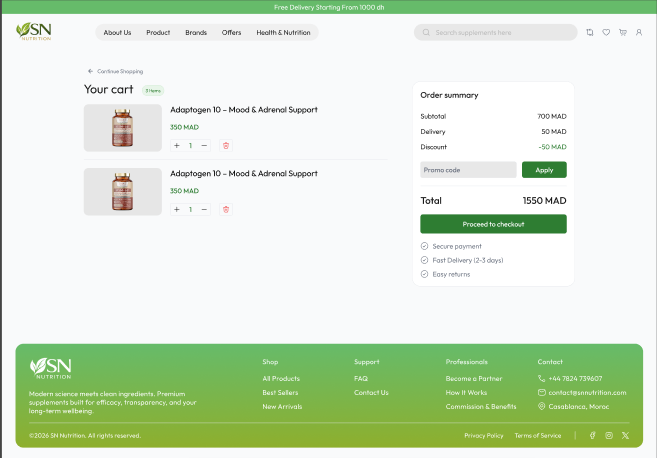 Free Delivery Starting From 1000 dh
SN
NUTRITION
About Us Product Brands Offers Health & Nutrition
Search supplements here
Continue Shopping
Your cart
Adaptogen 10 – Mood & Adrenal Support
350 MAD
+ 1 −
Adaptogen 10 – Mood & Adrenal Support
350 MAD
+ 1 −
Order summary
Subtotal 700 MAD
Delivery 50 MAD
Discount -50 MAD
Promo code Apply
Total 1550 MAD
Proceed to checkout
Secure payment
Fast Delivery (2-3 days)
Easy returns
SN
NUTRITION
Modern science meets clean ingredients. Premium
supplements built for efficacy, transparency, and your
long-term wellbeing.
Shop
All Products
Best Sellers
New Arrivals
Support
FAQ
Contact Us
Professionals
Become a Partner
How It Works
Commission & Benefits
Contact
+44 7824 739607
contact@snnutrition.com
Casablanca, Maroc
©2026 SN Nutrition. All rights reserved.
Privacy Policy Terms of Service